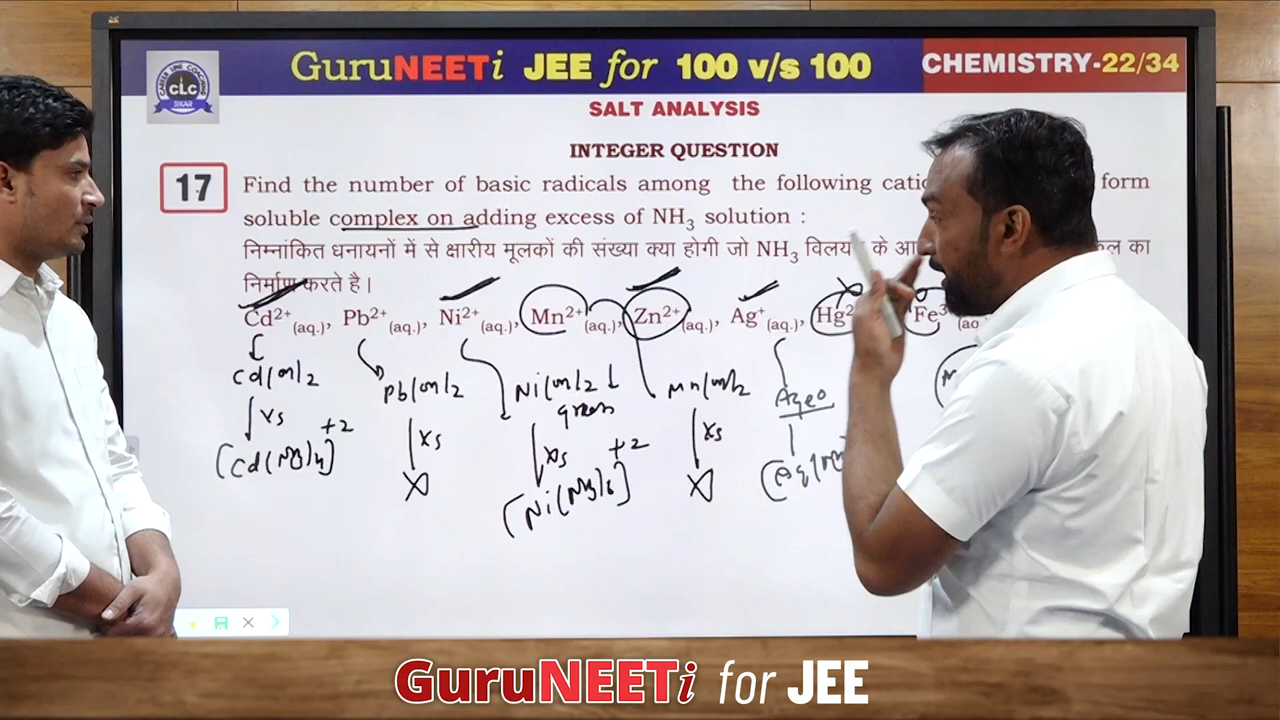 GuruNEETi JEE for 100 v/s 100
CHEMISTRY-22/34
CAREER LINE COACHING
CLC
SIKAR
SALT ANALYSIS
INTEGER QUESTION
17
Find the number of basic radicals among the following form
soluble complex on adding excess of NH3 solution :
निम्नांकित धनायनों में से क्षारीय मूलकों की संख्या क्या होगी जो NH3 के का
निर्माण करते है।
Cd2+(aq.), Pb2+(aq.), Ni2+(aq.), Mn2+(aq.), Zn2+(aq.), Ag+(aq.), Hg2 Fe3
Cd(OH)2 Pb(OH)2 Ni(OH)2 ↓ Mn(OH)2
green
xs xs xs xs
[Cd(NH3)4]+2 [Ni(NH3)6]+2
GuruNEETi for JEE